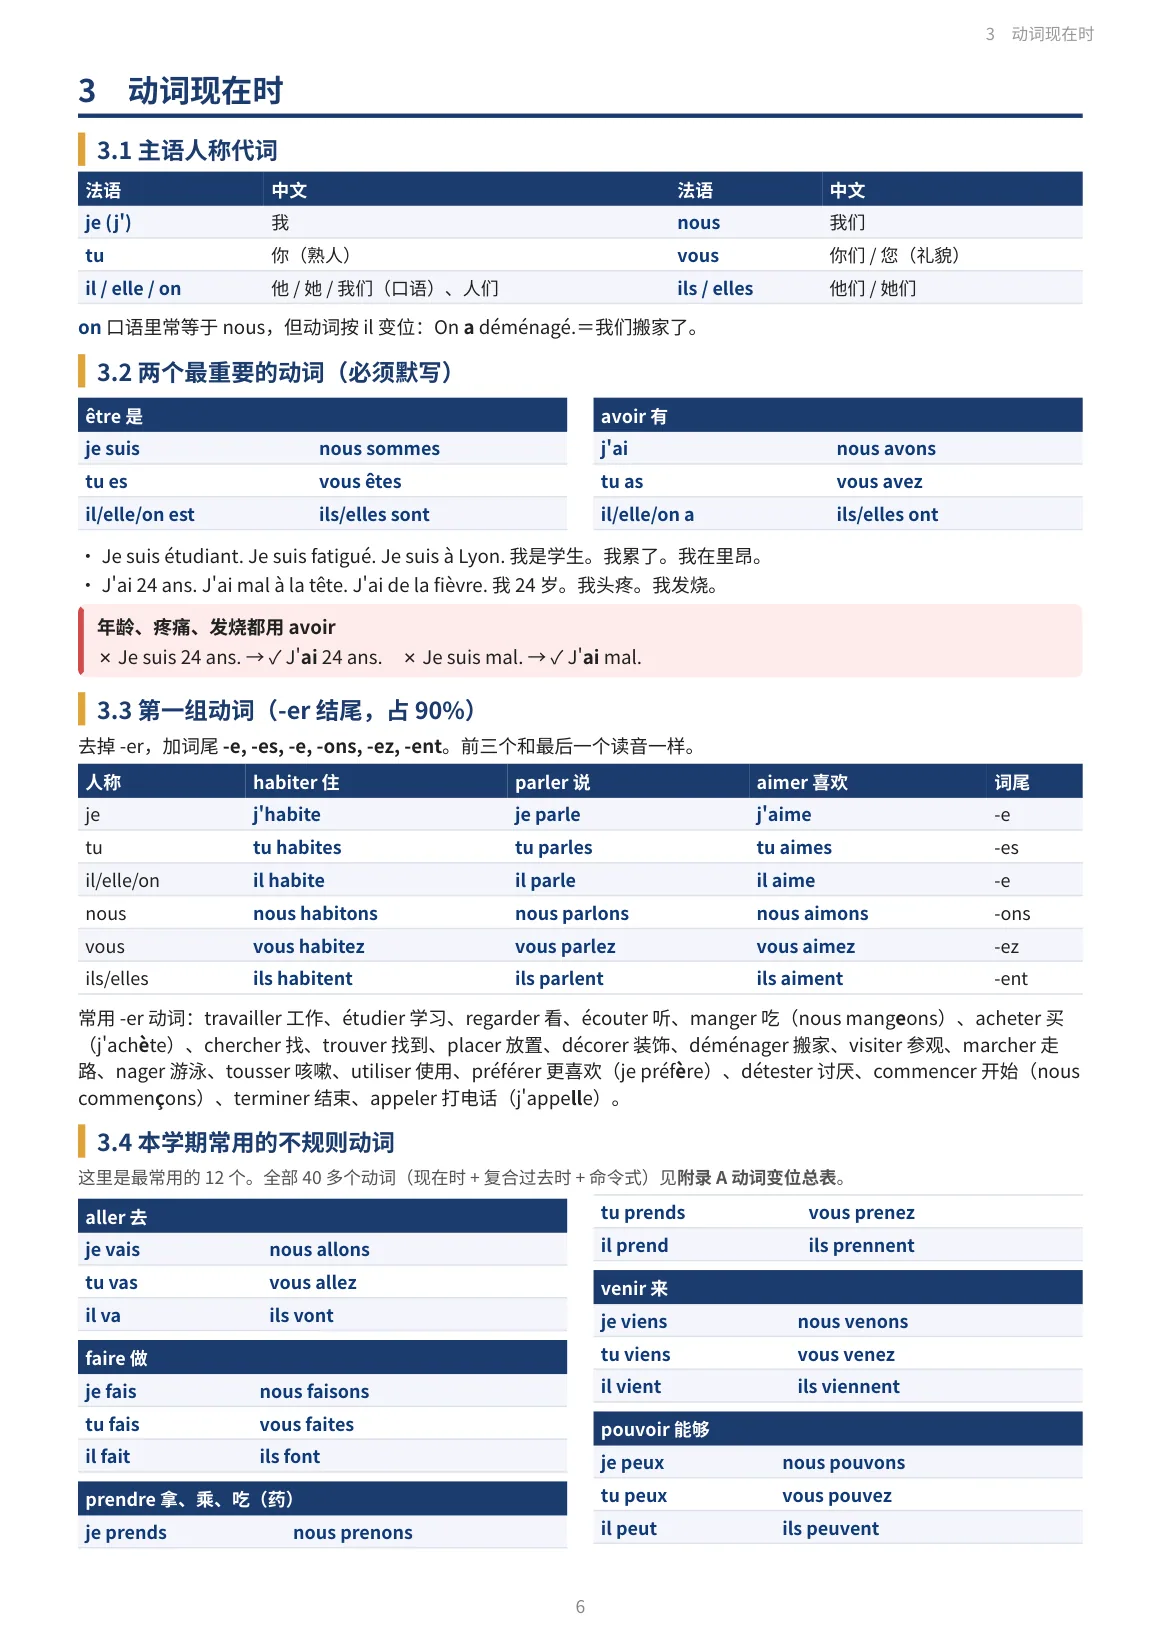 3 动词现在时
3 动词现在时
3.1 主语人称代词
法语 中文 法语 中文
je (j') 我 nous 我们
tu 你（熟人） vous 你们 / 您（礼貌）
il / elle / on 他 / 她 / 我们（口语）、人们 ils / elles 他们 / 她们
on 口语里常等于 nous，但动词按 il 变位：On a déménagé.＝我们搬家了。
3.2 两个最重要的动词（必须默写）
être 是
je suis nous sommes
tu es vous êtes
il/elle/on est ils/elles sont
avoir 有
j'ai nous avons
tu as vous avez
il/elle/on a ils/elles ont
· Je suis étudiant. Je suis fatigué. Je suis à Lyon. 我是学生。我累了。我在里昂。
· J'ai 24 ans. J'ai mal à la tête. J'ai de la fièvre. 我 24 岁。我头疼。我发烧。
年龄、疼痛、发烧都用 avoir
× Je suis 24 ans. → ✓ J'ai 24 ans. × Je suis mal. → ✓ J'ai mal.
3.3 第一组动词（-er 结尾，占 90%）
去掉 -er，加词尾 -e, -es, -e, -ons, -ez, -ent。前三个和最后一个读音一样。
人称 habiter 住 parler 说 aimer 喜欢 词尾
je j'habite je parle j'aime -e
tu tu habites tu parles tu aimes -es
il/elle/on il habite il parle il aime -e
nous nous habitons nous parlons nous aimons -ons
vous vous habitez vous parlez vous aimez -ez
ils/elles ils habitent ils parlent ils aiment -ent
常用 -er 动词：travailler 工作、étudier 学习、regarder 看、écouter 听、manger 吃（nous mangeons）、acheter 买
（j'achète）、chercher 找、trouver 找到、placer 放置、décorer 装饰、déménager 搬家、visiter 参观、marcher 走
路、nager 游泳、tousser 咳嗽、utiliser 使用、préférer 更喜欢（je préfère）、détester 讨厌、commencer 开始（nous
commençons）、terminer 结束、appeler 打电话（j'appelle）。
3.4 本学期常用的不规则动词
这里是最常用的 12 个。全部 40 多个动词（现在时 + 复合过去时 + 命令式）见附录 A 动词变位总表。
aller 去
je vais nous allons
tu vas vous allez
il va ils vont
faire 做
je fais nous faisons
tu fais vous faites
il fait ils font
prendre 拿、乘、吃（药）
je prends nous prenons
tu prends vous prenez
il prend ils prennent
venir 来
je viens nous venons
tu viens vous venez
il vient ils viennent
pouvoir 能够
je peux nous pouvons
tu peux vous pouvez
il peut ils peuvent
6